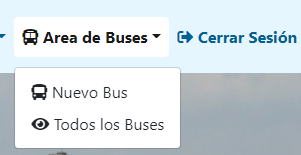 Area de Buses Cerrar Sesión
Nuevo Bus
Todos los Buses